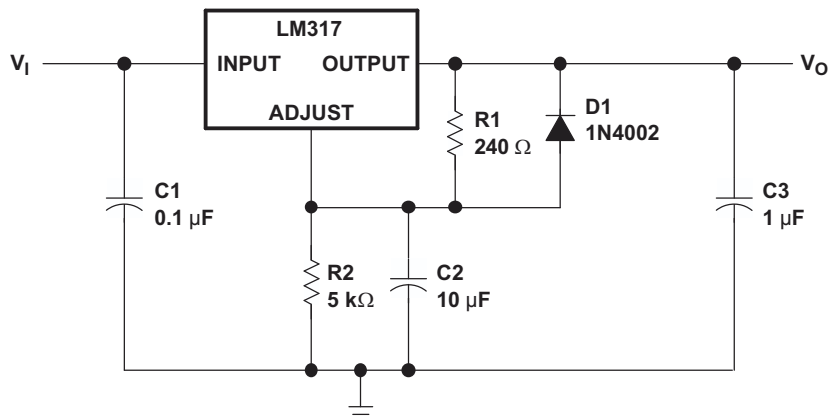 LM317
V_I
INPUT
OUTPUT
V_O
ADJUST
R1
240 Ω
D1
1N4002
C1
0.1 µF
C3
1 µF
R2
5 kΩ
C2
10 µF